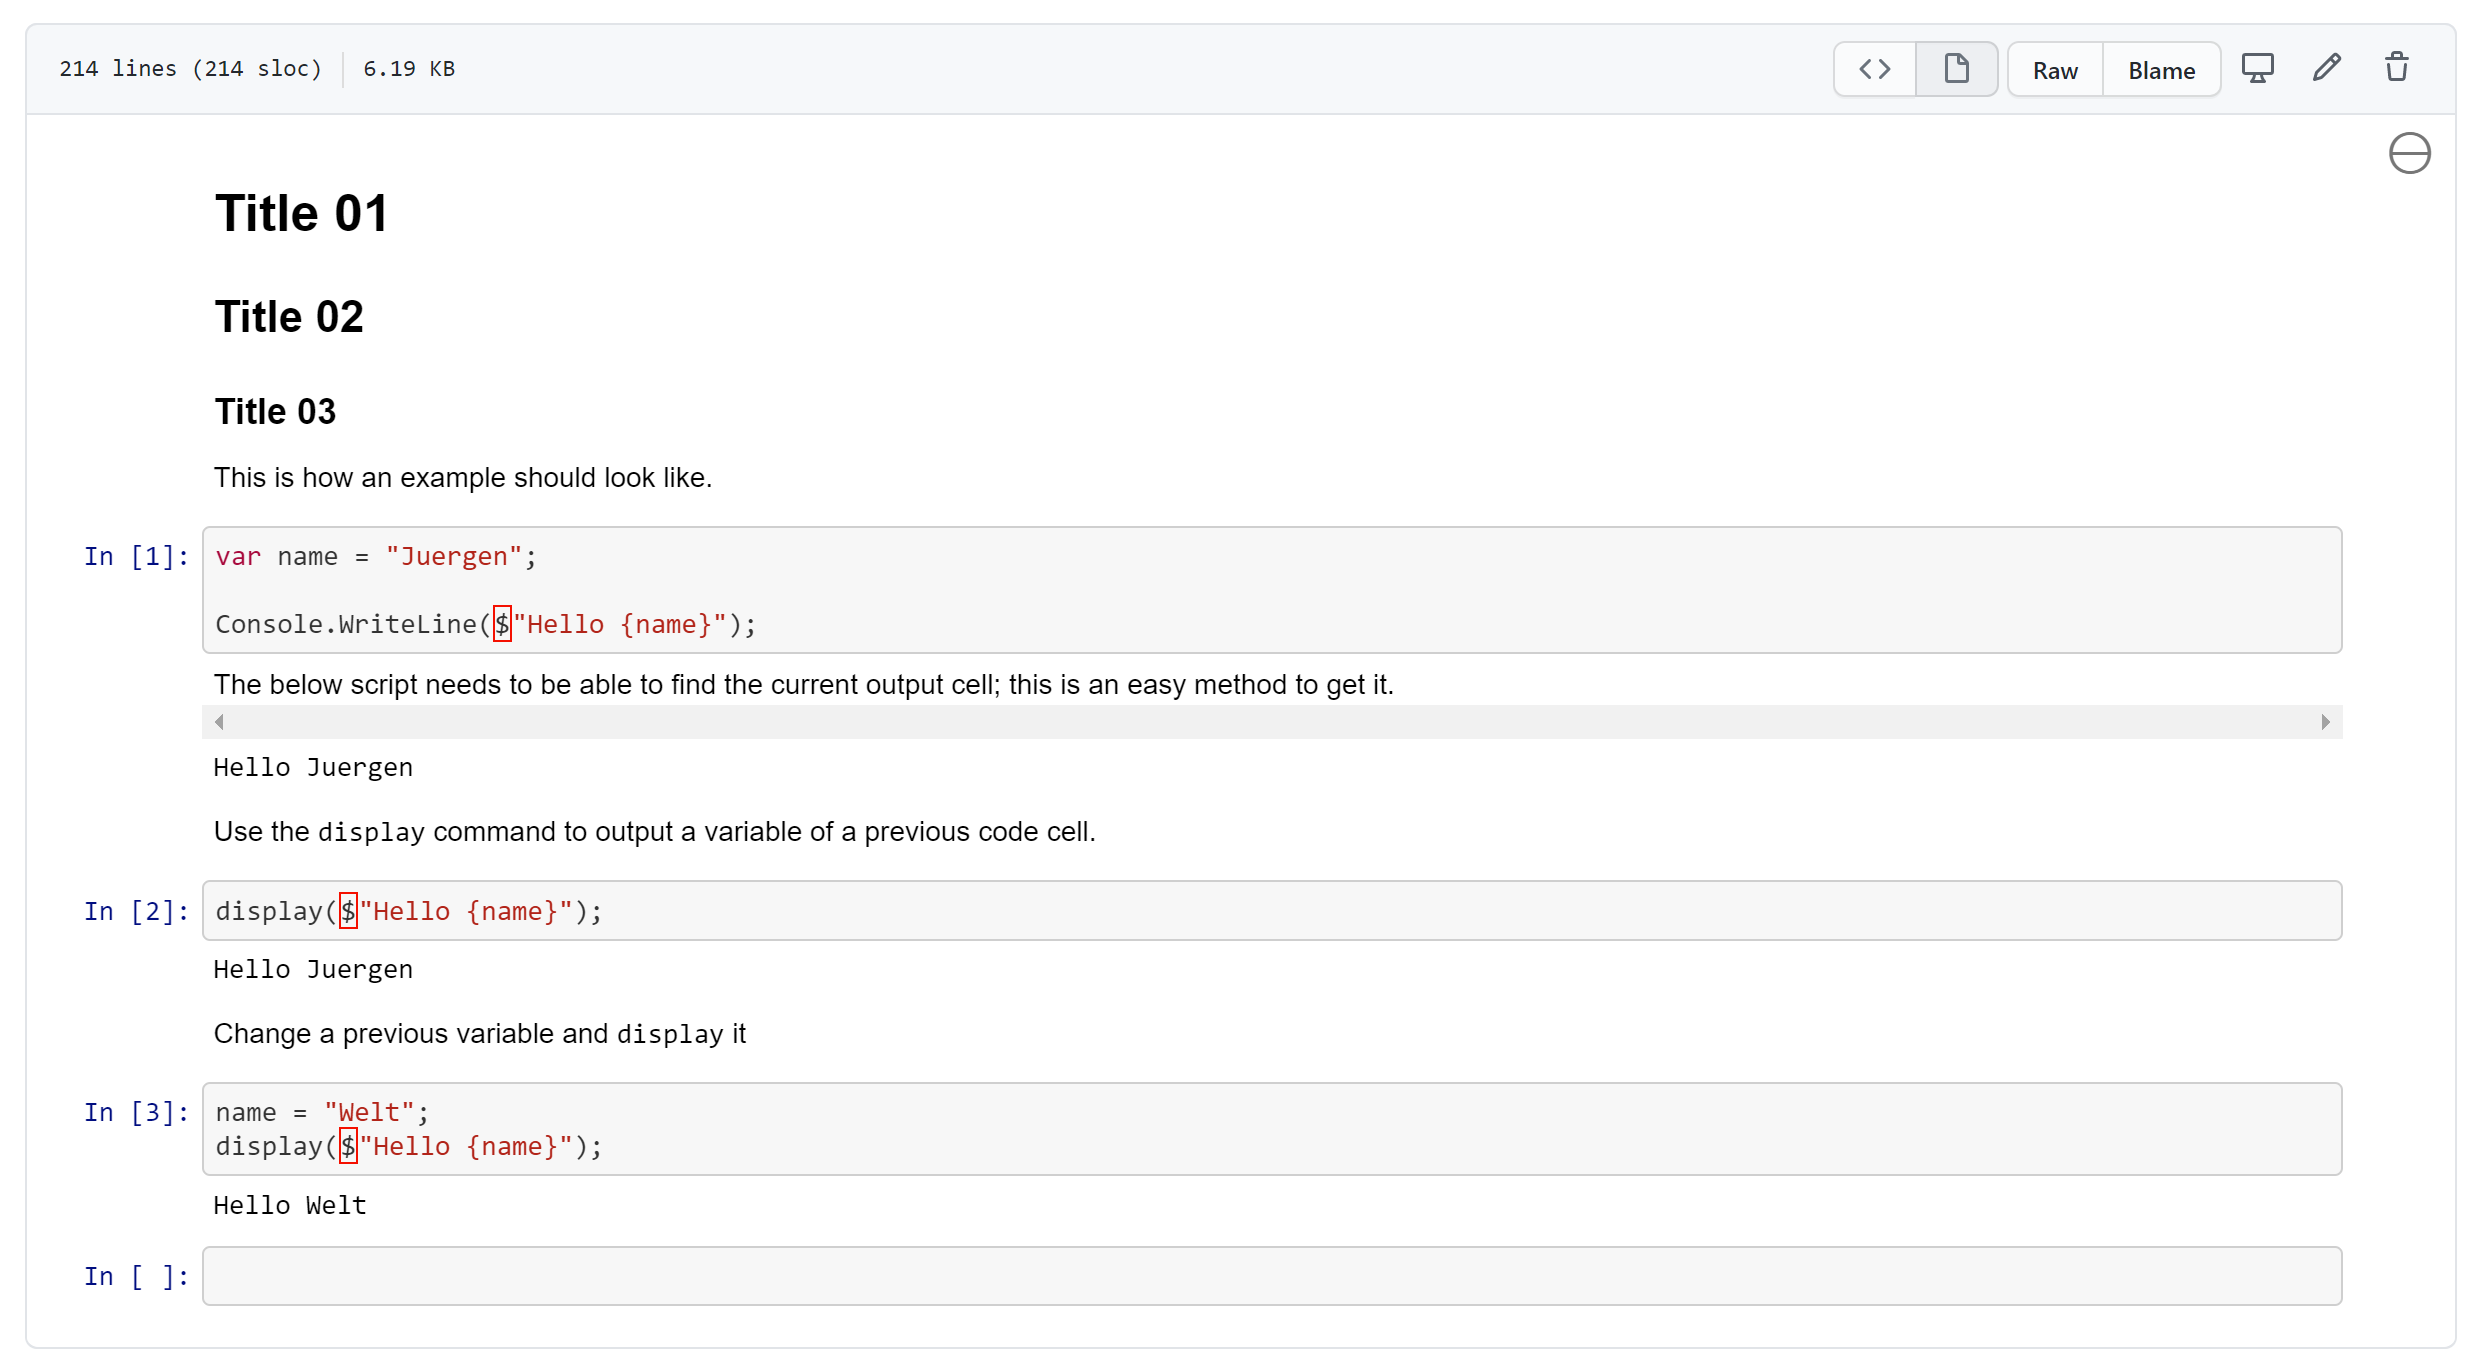 214 lines (214 sloc) 6.19 KB
Raw Blame
Title 01
Title 02
Title 03
This is how an example should look like.
In [1]: var name = "Juergen";
Console.WriteLine($"Hello {name}");
The below script needs to be able to find the current output cell; this is an easy method to get it.
Hello Juergen
Use the display command to output a variable of a previous code cell.
In [2]: display($"Hello {name}");
Hello Juergen
Change a previous variable and display it
In [3]: name = "Welt";
display($"Hello {name}");
Hello Welt
In [ ]: